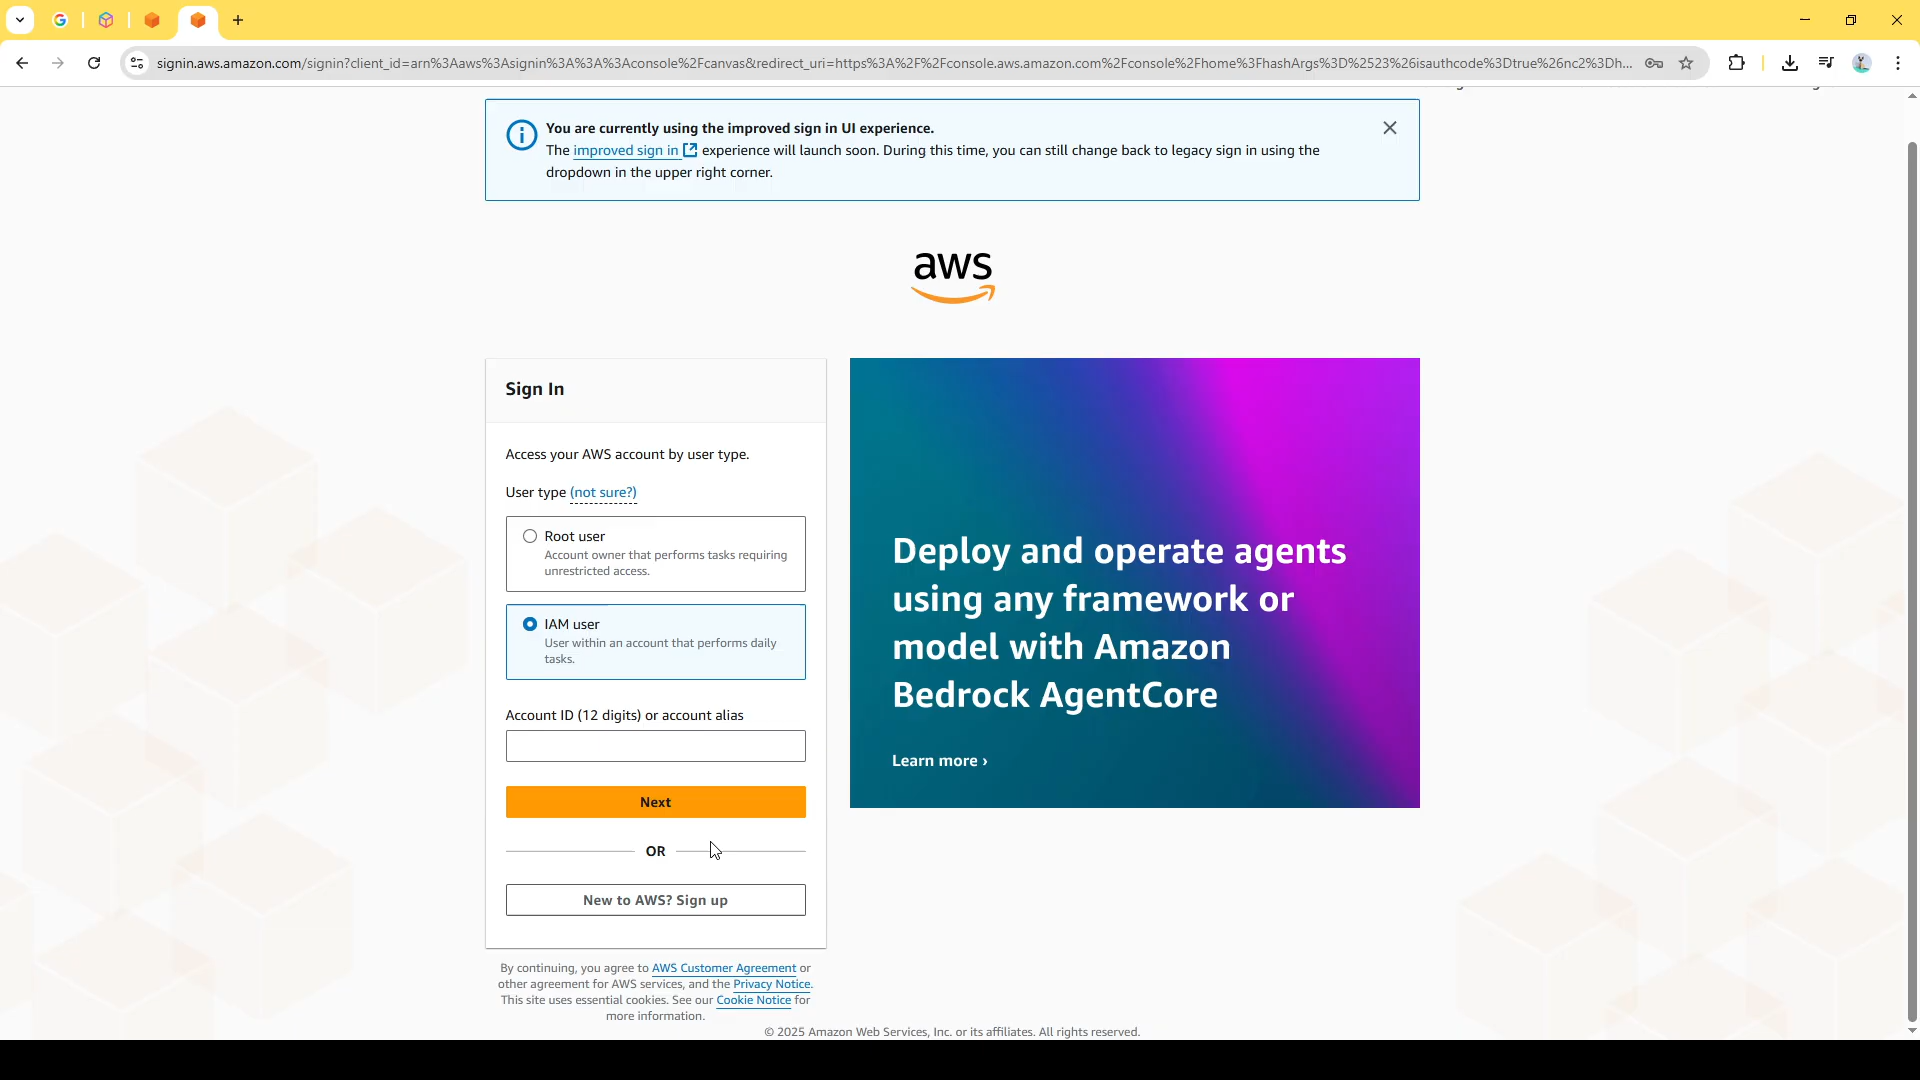 signin.aws.amazon.com/signin?client_id=arn%3Aaws%3Asignin%3A%3A%3Aconsole%2Fcanvas&redirect_uri=https%3A%2F%2Fconsole.aws.amazon.com%2Fconsole%2Fhome%3FhashArgs%3D%2523%26isauthcode%3Dtrue%26nc2%3Dh...
You are currently using the improved sign in UI experience.
The improved sign in experience will launch soon. During this time, you can still change back to legacy sign in using the
dropdown in the upper right corner.
aws
Sign In
Access your AWS account by user type.
User type (not sure?)
Root user
Account owner that performs tasks requiring
unrestricted access.
IAM user
User within an account that performs daily
tasks.
Account ID (12 digits) or account alias
Next
OR
New to AWS? Sign up
Deploy and operate agents
using any framework or
model with Amazon
Bedrock AgentCore
Learn more ›
By continuing, you agree to AWS Customer Agreement or
other agreement for AWS services, and the Privacy Notice.
This site uses essential cookies. See our Cookie Notice for
more information.
© 2025 Amazon Web Services, Inc. or its affiliates. All rights reserved.